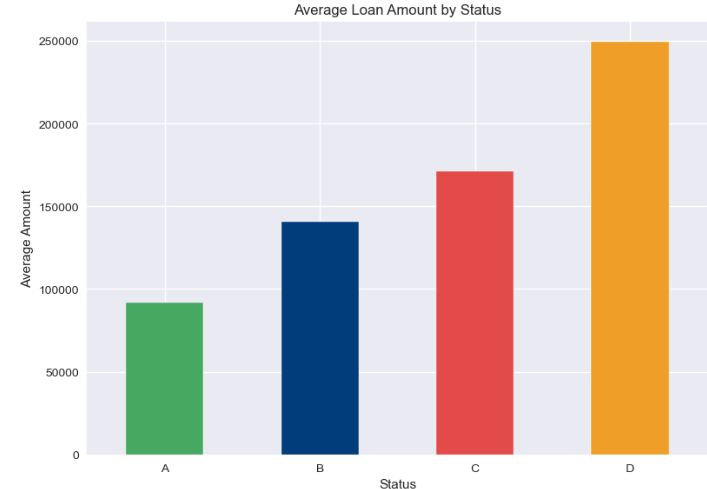 Average Loan Amount by Status
Average Amount
250000
200000
150000
100000
50000
0
A B C D
Status